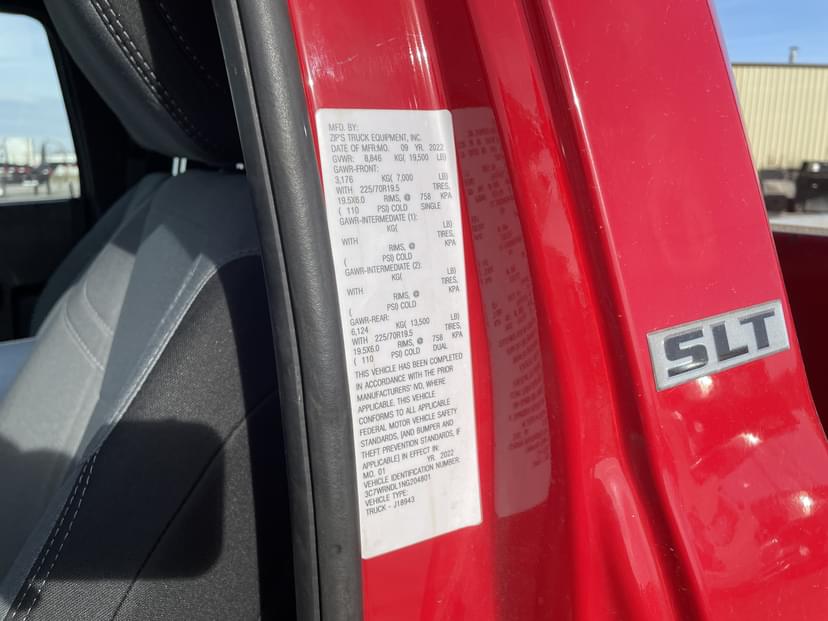 MFD. BY:
ZIP'S TRUCK EQUIPMENT, INC.
DATE OF MFR:MO. 09 YR. 2022
GVWR: 8,846 KG( 19,500 LB)
GAWR-FRONT:
3,176 KG( 7,000 LB)
WITH 225/70R19.5 TIRES,
19.5X6.0 RIMS, @ 758 KPA
( 110 PSI) COLD SINGLE
GAWR-INTERMEDIATE (1):
KG( LB)
WITH TIRES,
RIMS, @ KPA
( PSI) COLD
GAWR-INTERMEDIATE (2):
KG( LB)
WITH TIRES,
RIMS, @ KPA
( PSI) COLD
GAWR-REAR:
6,124 KG( 13,500 LB)
WITH 225/70R19.5 TIRES,
19.5X6.0 RIMS, @ 758 KPA
( 110 PSI) COLD DUAL
THIS VEHICLE HAS BEEN COMPLETED
IN ACCORDANCE WITH THE PRIOR
MANUFACTURERS' IVD, WHERE
APPLICABLE. THIS VEHICLE
CONFORMS TO ALL APPLICABLE
FEDERAL MOTOR VEHICLE SAFETY
STANDARDS, [AND BUMPER AND
THEFT PREVENTION STANDARDS, IF
APPLICABLE] IN EFFECT IN:
MO. 01 YR. 2022
VEHICLE IDENTIFICATION NUMBER:
3C7WRNDL1NG204801
VEHICLE TYPE:
TRUCK - J18943
SLT